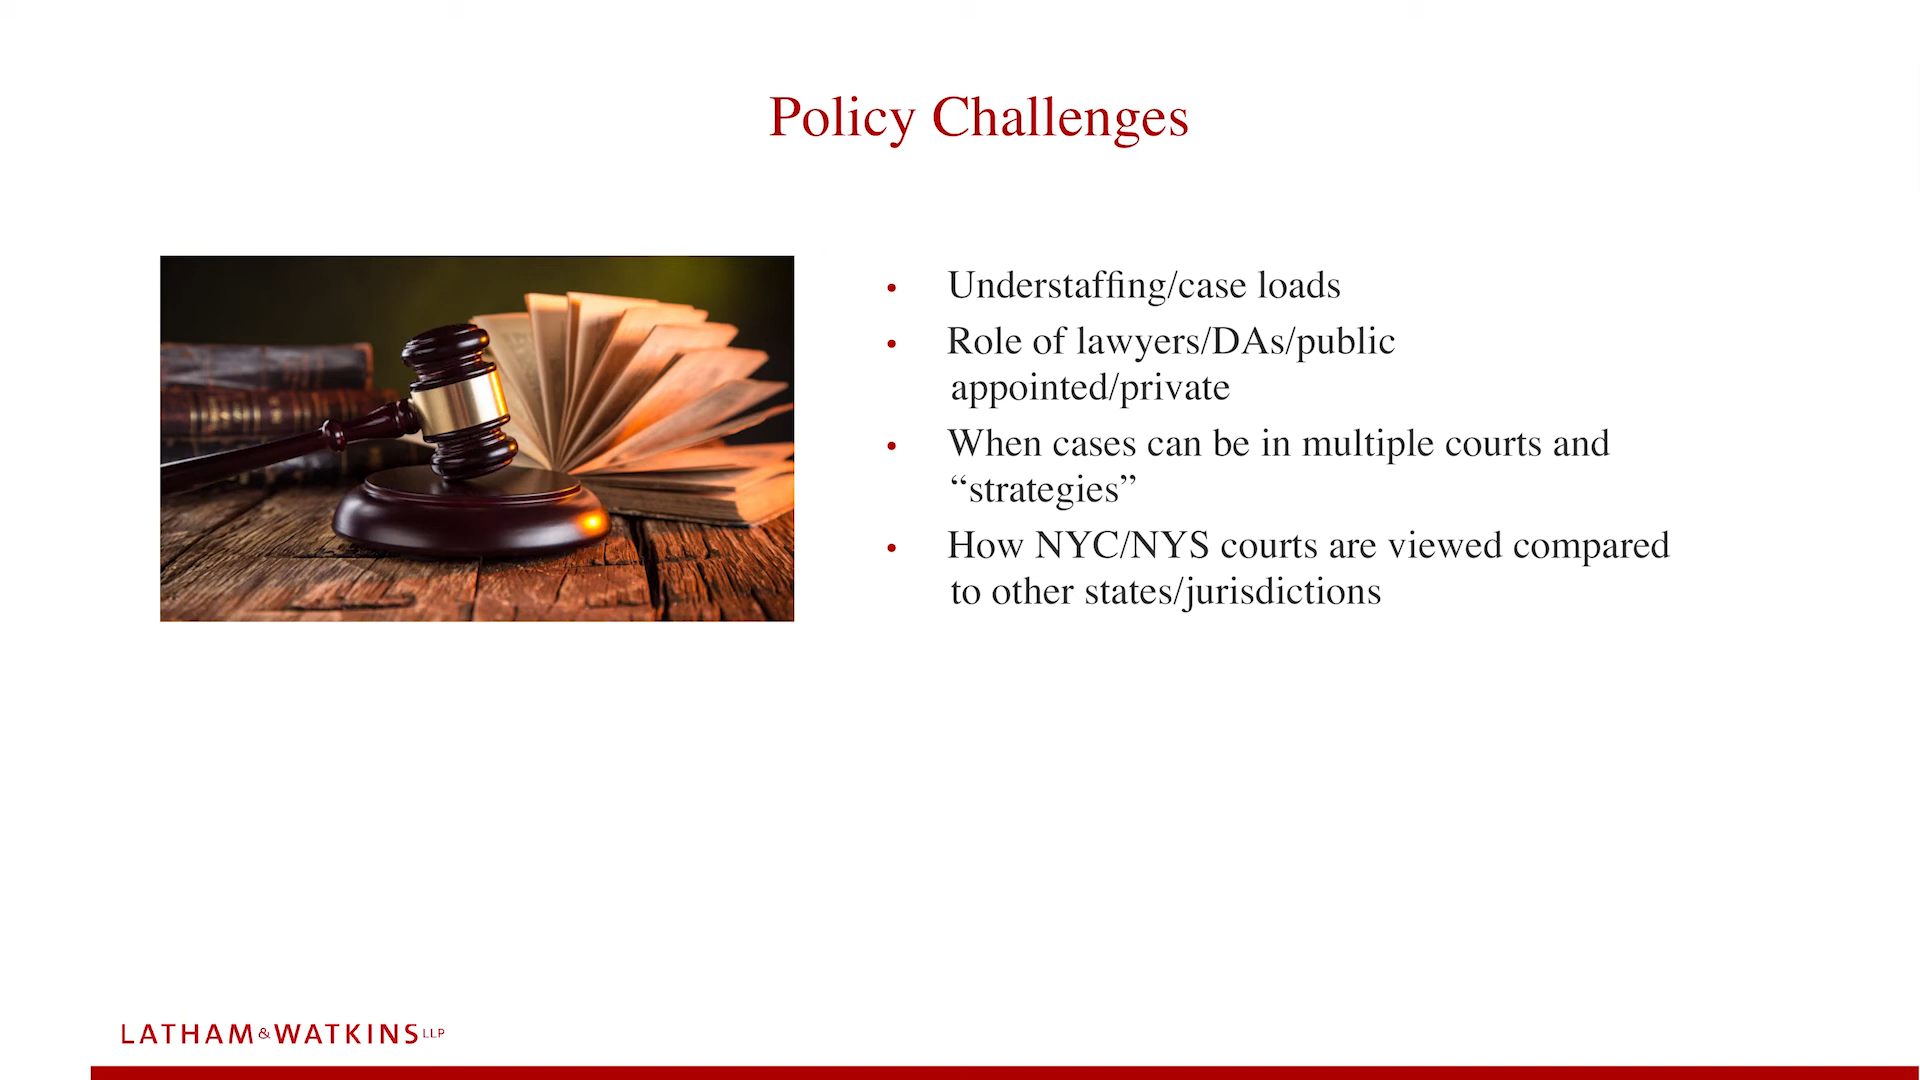 Policy Challenges
• Understaffing/case loads
• Role of lawyers/DAs/public
appointed/private
• When cases can be in multiple courts and
“strategies”
• How NYC/NYS courts are viewed compared
to other states/jurisdictions
LATHAM&WATKINS LLP